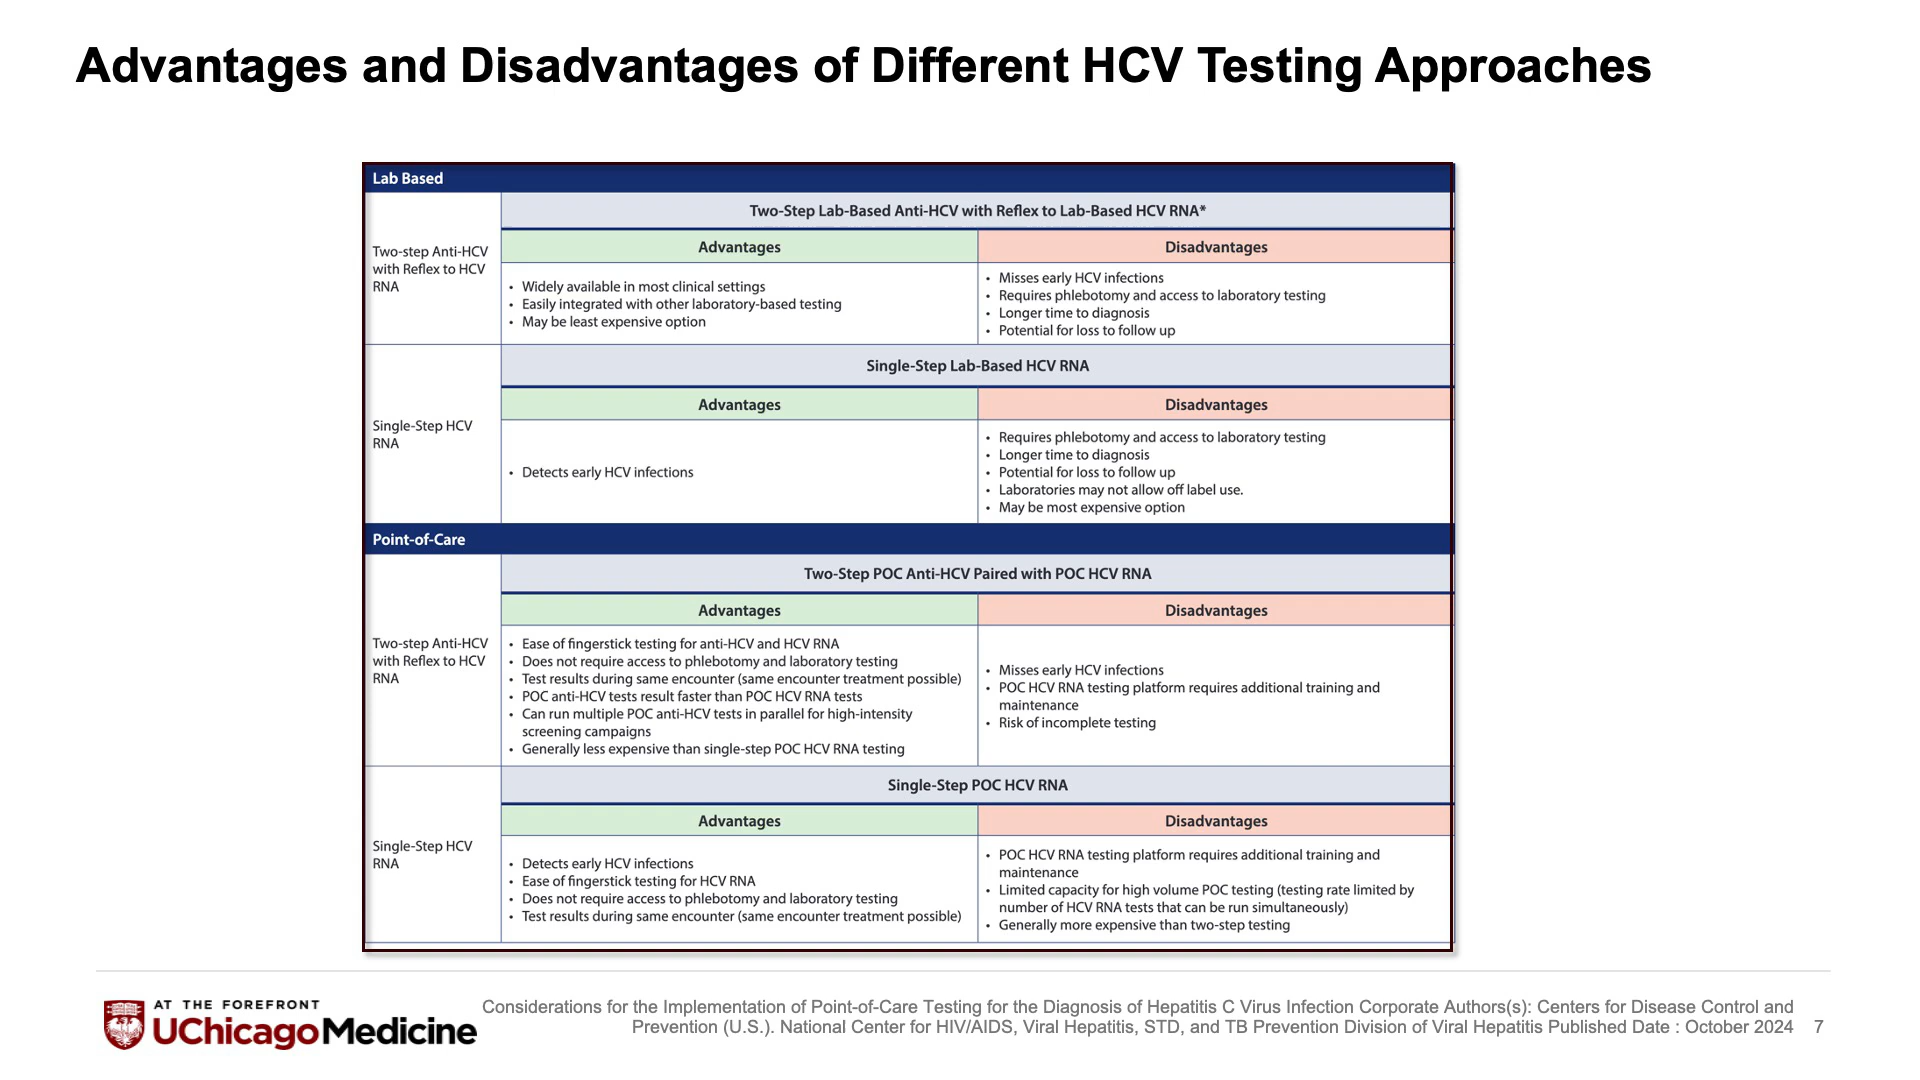 Advantages and Disadvantages of Different HCV Testing Approaches
Lab Based
Two-step Anti-HCV
with Reflex to HCV
RNA
Two-Step Lab-Based Anti-HCV with Reflex to Lab-Based HCV RNA*
Advantages
Disadvantages
• Widely available in most clinical settings
• Easily integrated with other laboratory-based testing
• May be least expensive option
• Misses early HCV infections
• Requires phlebotomy and access to laboratory testing
• Longer time to diagnosis
• Potential for loss to follow up
Single-Step HCV
RNA
Single-Step Lab-Based HCV RNA
Advantages
Disadvantages
• Detects early HCV infections
• Requires phlebotomy and access to laboratory testing
• Longer time to diagnosis
• Potential for loss to follow up
• Laboratories may not allow off label use.
• May be most expensive option
Point-of-Care
Two-step Anti-HCV
with Reflex to HCV
RNA
Two-Step POC Anti-HCV Paired with POC HCV RNA
Advantages
Disadvantages
• Ease of fingerstick testing for anti-HCV and HCV RNA
• Does not require access to phlebotomy and laboratory testing
• Test results during same encounter (same encounter treatment possible)
• POC anti-HCV tests result faster than POC HCV RNA tests
• Can run multiple POC anti-HCV tests in parallel for high-intensity
screening campaigns
• Generally less expensive than single-step POC HCV RNA testing
• Misses early HCV infections
• POC HCV RNA testing platform requires additional training and
maintenance
• Risk of incomplete testing
Single-Step HCV
RNA
Single-Step POC HCV RNA
Advantages
Disadvantages
• Detects early HCV infections
• Ease of fingerstick testing for HCV RNA
• Does not require access to phlebotomy and laboratory testing
• Test results during same encounter (same encounter treatment possible)
• POC HCV RNA testing platform requires additional training and
maintenance
• Limited capacity for high volume POC testing (testing rate limited by
number of HCV RNA tests that can be run simultaneously)
• Generally more expensive than two-step testing
AT THE FOREFRONT
UChicago Medicine
Considerations for the Implementation of Point-of-Care Testing for the Diagnosis of Hepatitis C Virus Infection Corporate Authors(s): Centers for Disease Control and
Prevention (U.S.). National Center for HIV/AIDS, Viral Hepatitis, STD, and TB Prevention Division of Viral Hepatitis Published Date : October 2024
7